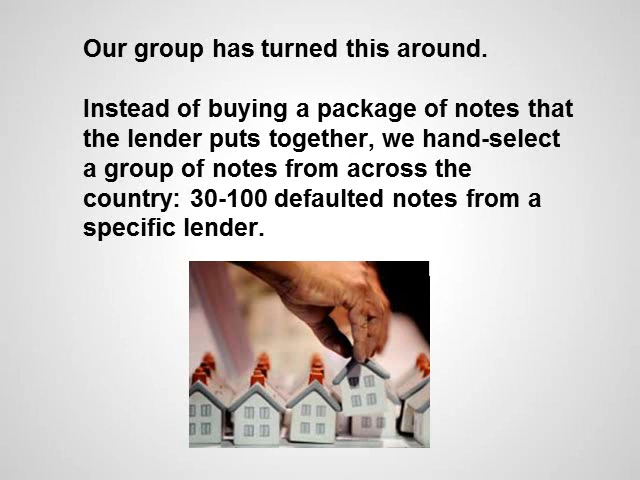 Our group has turned this around.
Instead of buying a package of notes that
the lender puts together, we hand-select
a group of notes from across the
country: 30-100 defaulted notes from a
specific lender.